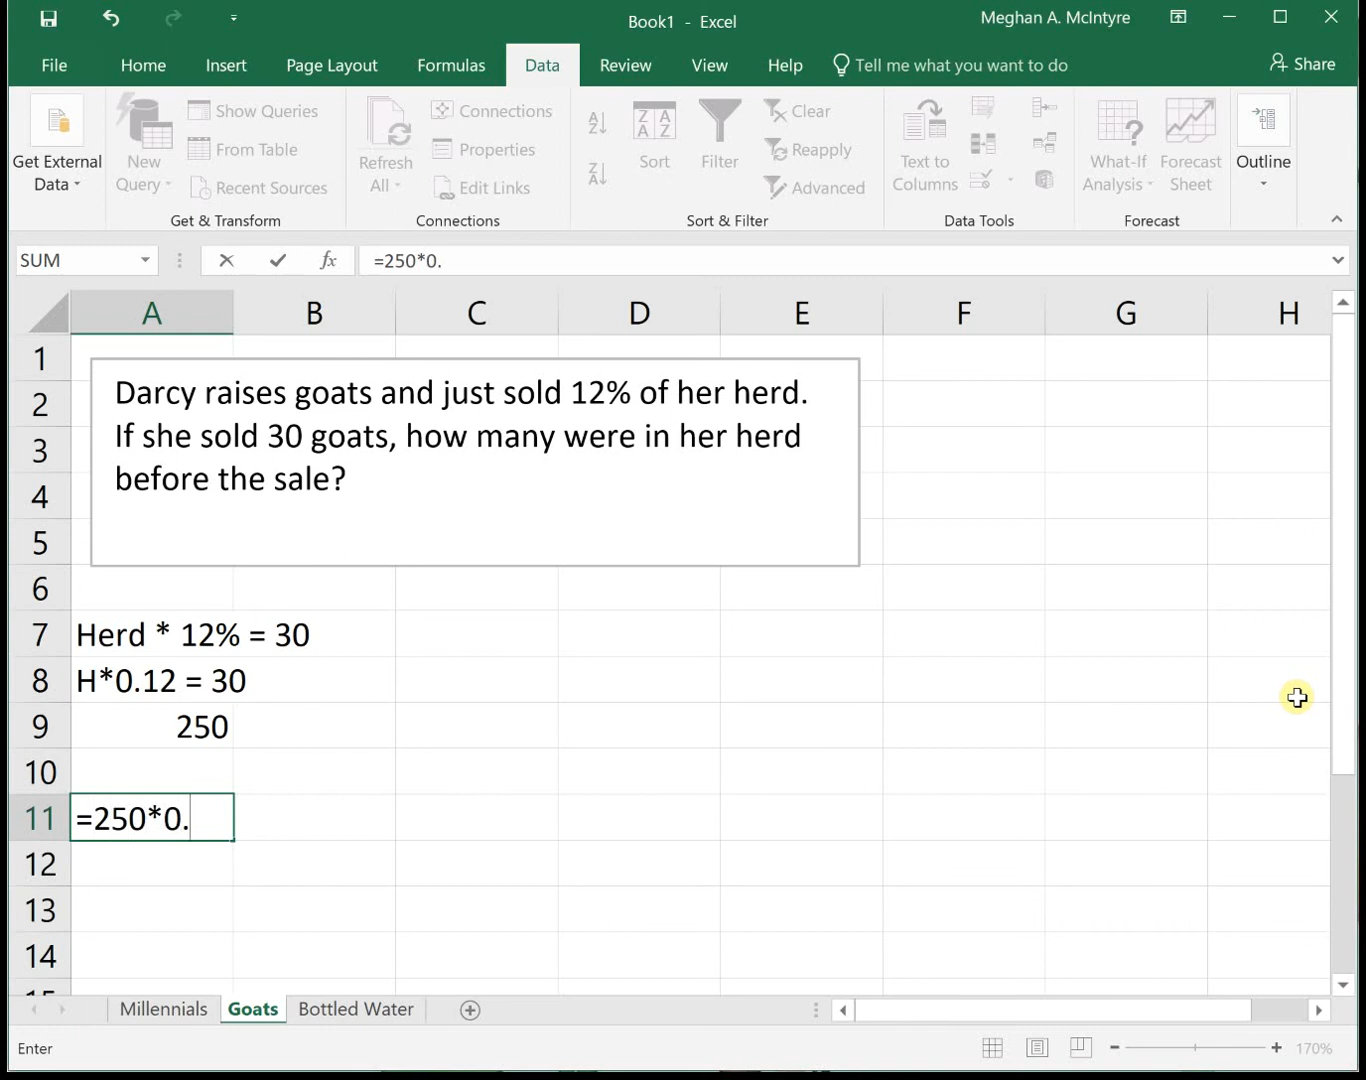 Book1 - Excel
Meghan A. McIntyre
File Home Insert Page Layout Formulas Data Review View Help Tell me what you want to do Share
Get External Data
New Query
Show Queries
From Table
Recent Sources
Get & Transform
Refresh All
Connections
Properties
Edit Links
Connections
A Z
Z A
Z A A Z
Sort
Filter
Clear
Reapply
Advanced
Sort & Filter
Text to Columns
Data Tools
What-If Analysis
Forecast Sheet
Forecast
Outline
SUM fx =250*0.
A B C D E F G H
1
2
3
4
5
Darcy raises goats and just sold 12% of her herd.
If she sold 30 goats, how many were in her herd
before the sale?
6
7 Herd * 12% = 30
8 H*0.12 = 30
9 250
10
11 =250*0.
12
13
14
15
Millennials Goats Bottled Water
Enter 170%